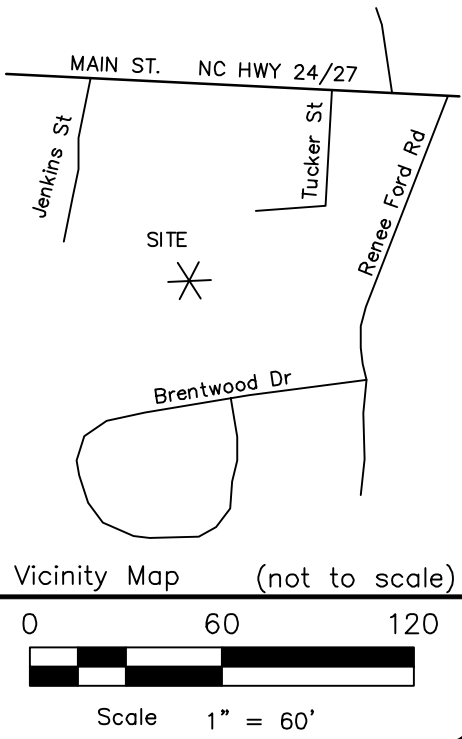 MAIN ST. NC HWY 24/27
Jenkins St
Tucker St
Renee Ford Rd
SITE
Brentwood Dr
Vicinity Map (not to scale)
0 60 120
Scale 1" = 60'